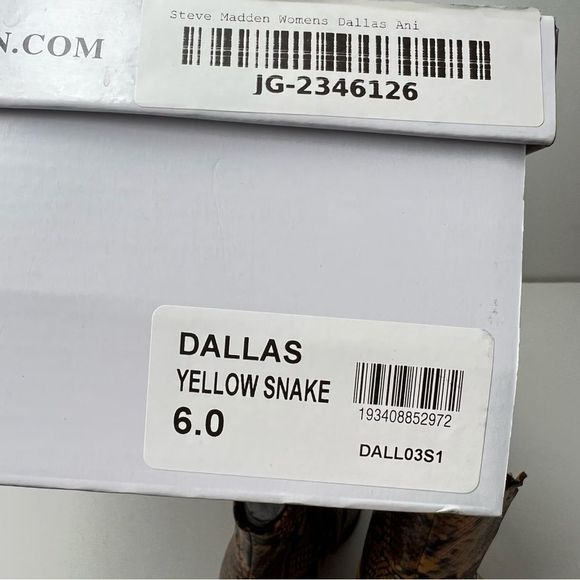 N.COM
Steve Madden Womens Dallas Ani
JG-2346126
DALLAS
YELLOW SNAKE
6.0
193408852972
DALL03S1